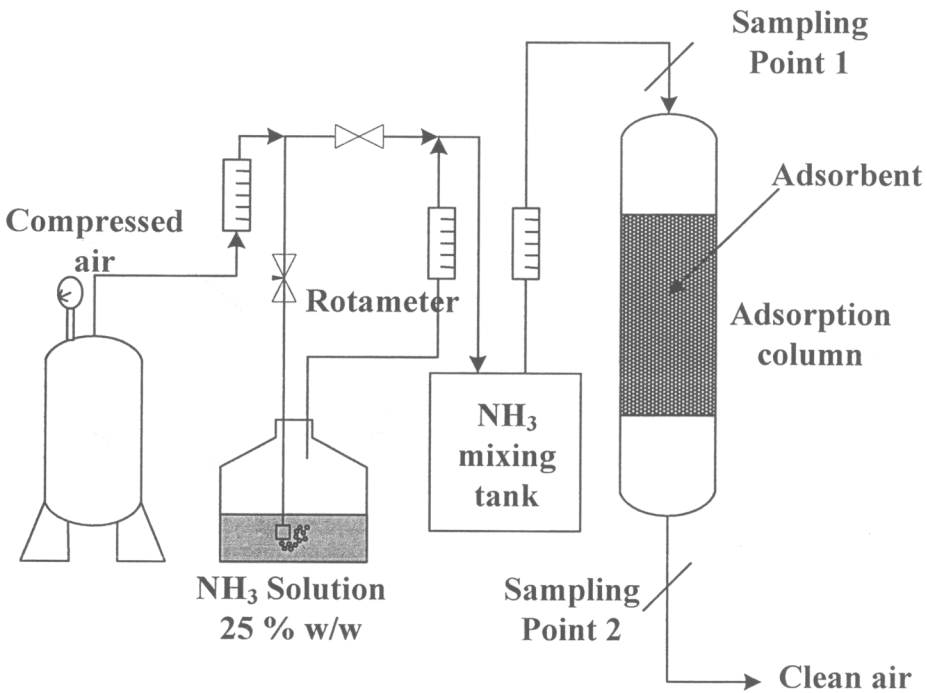 Sampling
Point 1
Adsorbent
Compressed
air
Rotameter
Adsorption
column
NH₃
mixing
tank
NH₃ Solution
25 % w/w
Sampling
Point 2
Clean air